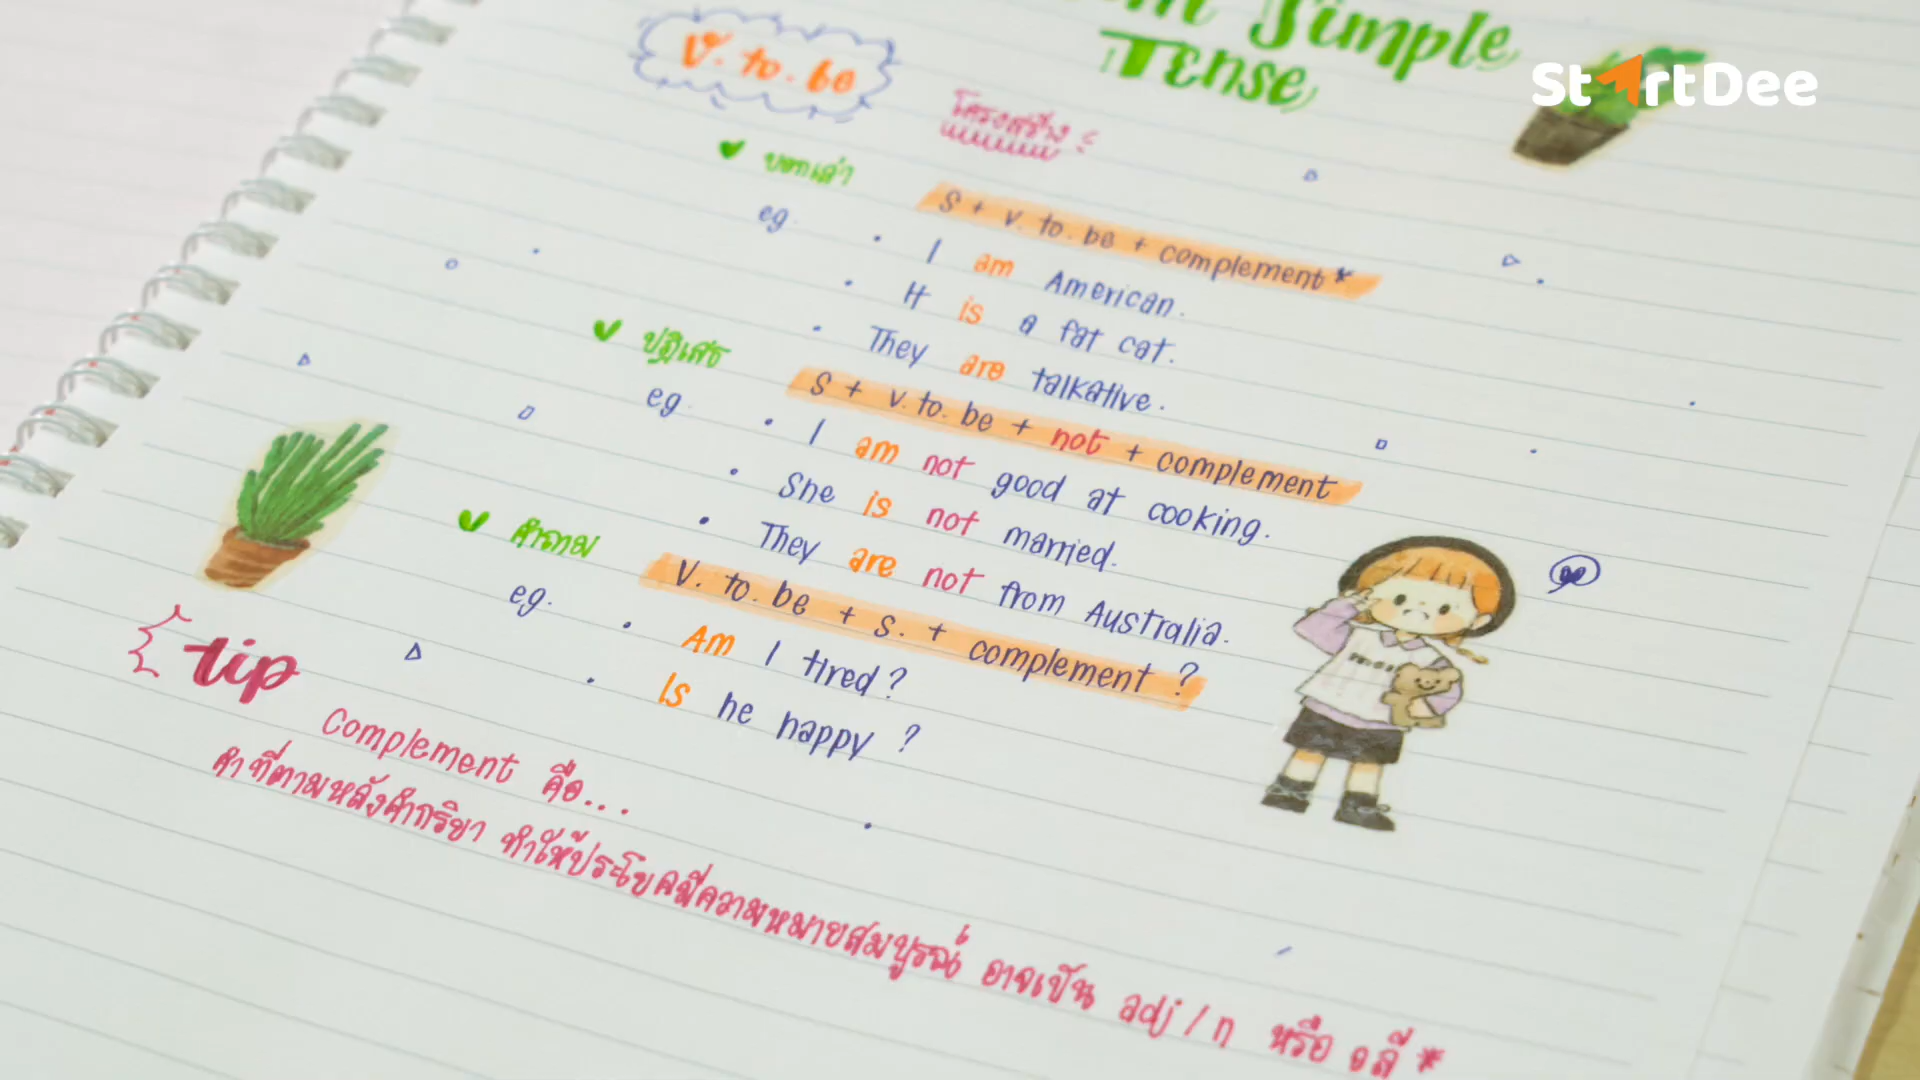 Simple
Tense
StartDee
V. to. be
โครงสร้าง
บอกเล่า
S + v. to. be + complement*
eg. • I am American.
• It is a fat cat.
• They are talkative.
ปฏิเสธ
S + v. to. be + not + complement
eg. • I am not good at cooking.
• She is not married.
• They are not from Australia.
คำถาม
V. to. be + s. + complement ?
eg. • Am I tired?
• Is he happy ?
tip
Complement คือ...
คำที่ตามหลังคำกริยา ทำให้ประโยคมีความหมายสมบูรณ์ อาจเป็น adj / n หรือ วลี *